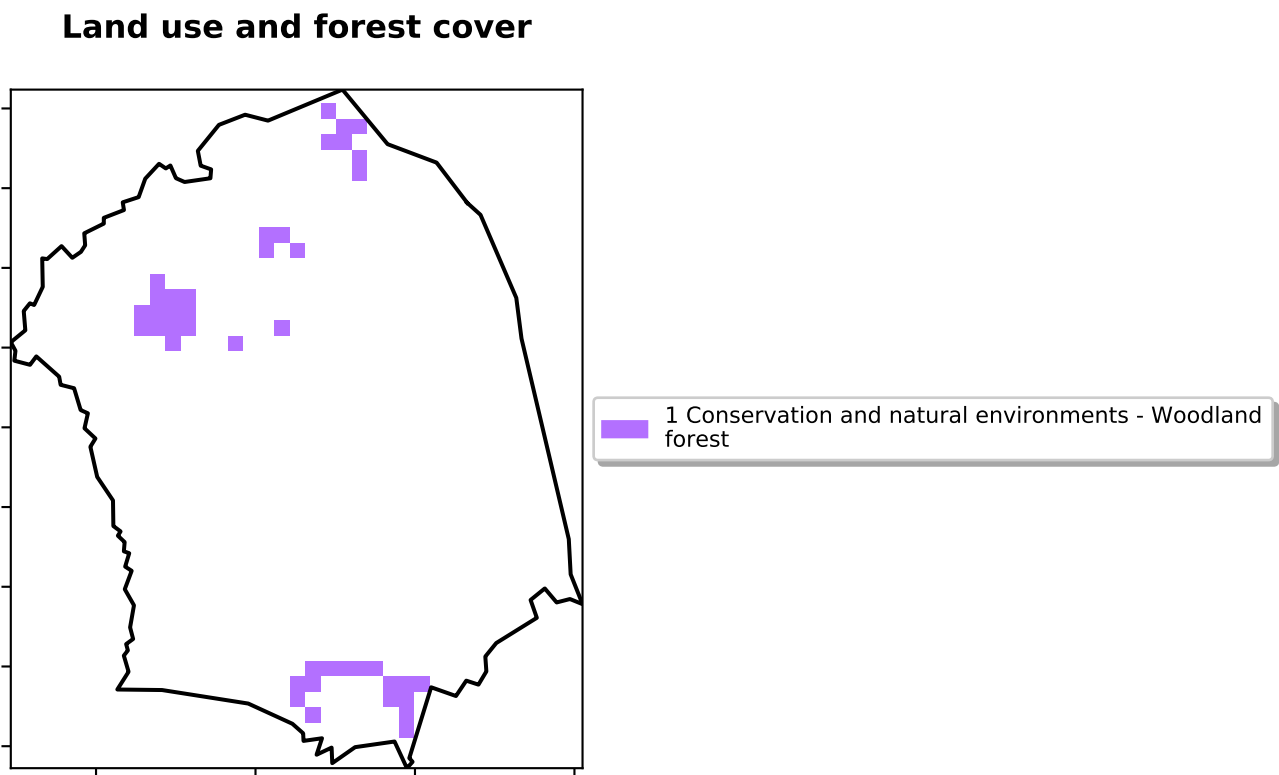 Land use and forest cover
1 Conservation and natural environments - Woodland
forest